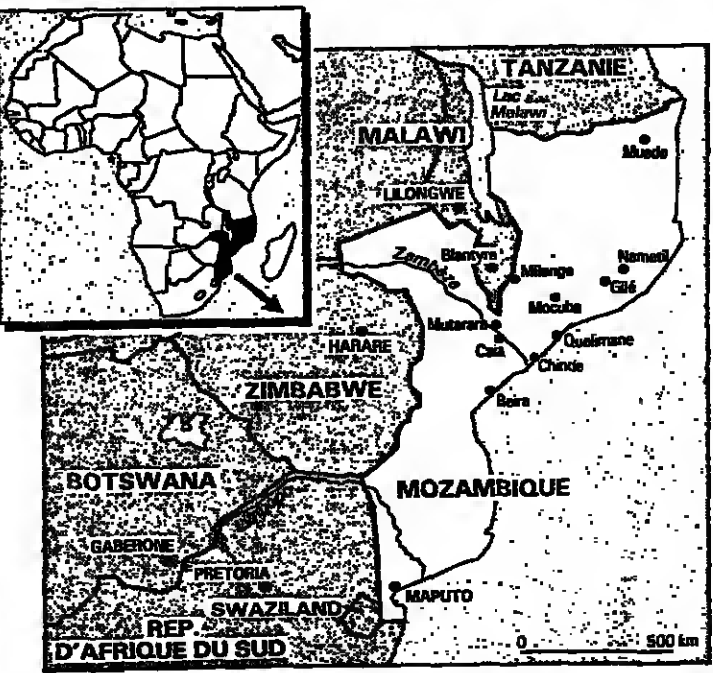 TANZANIE
Lac
Malawi
MALAWI
Mueda
LILONGWE
Zambèze
Blantyre
Milange
Nametil
Gilé
Mocuba
Mutarara
Caia
Quelimane
Chinde
HARARE
ZIMBABWE
Beira
BOTSWANA
MOZAMBIQUE
GABERONE
PRETORIA
MAPUTO
SWAZILAND
REP.
D'AFRIQUE DU SUD
0 500 km